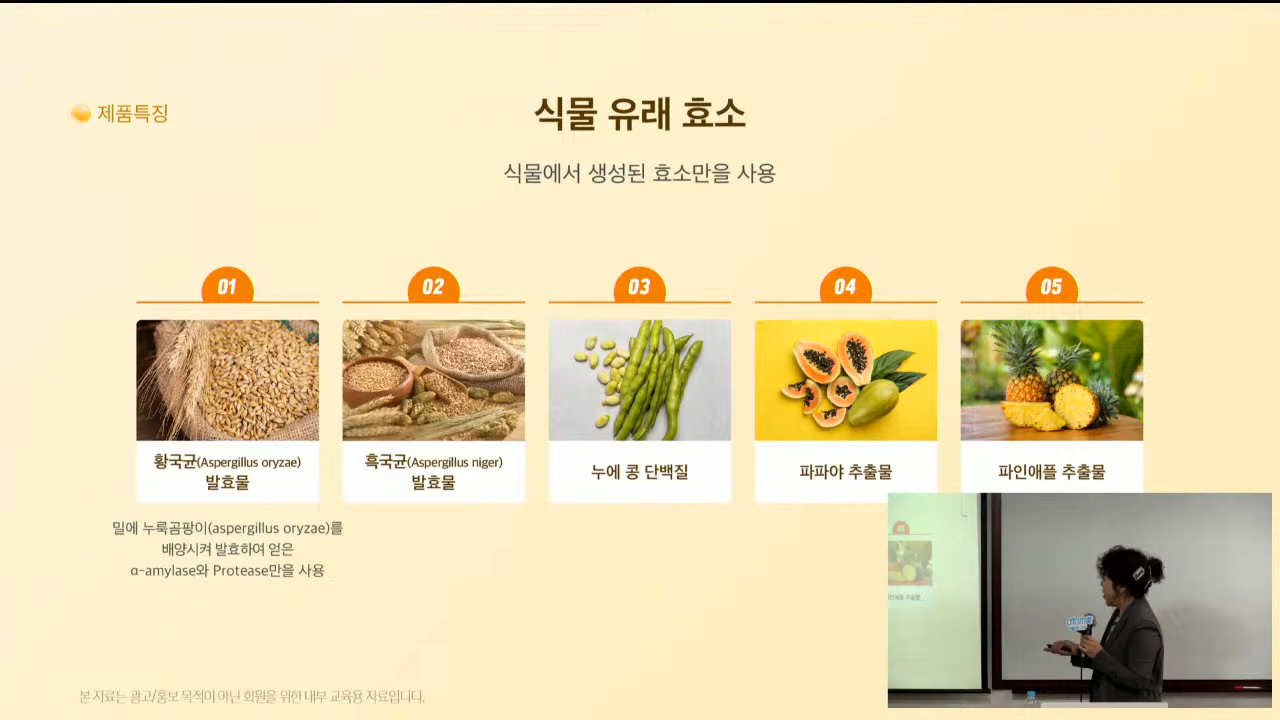 제품특징
식물 유래 효소
식물에서 생성된 효소만을 사용
01
02
03
04
05
황국균(Aspergillus oryzae)
발효물
흑국균(Aspergillus niger)
발효물
누에 콩 단백질
파파야 추출물
파인애플 추출물
밀에 누룩곰팡이(aspergillus oryzae)를
배양시켜 발효하여 얻은
α-amylase와 Protease만을 사용
본 자료는 광고/홍보 목적이 아닌 회원을 위한 내부 교육용 자료입니다.